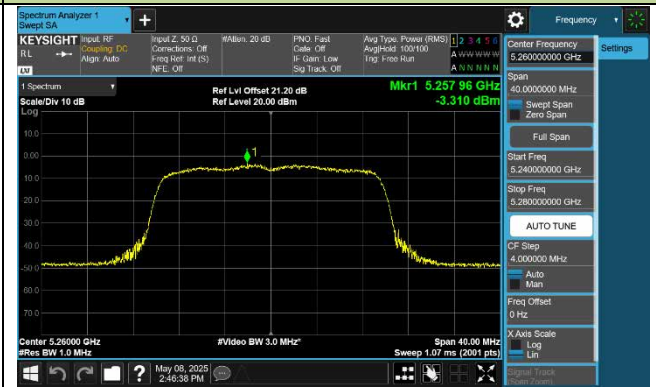 Spectrum Analyzer 1
Swept SA
Frequency
KEYSIGHT
RL
LXI
Input: RF
Coupling: DC
Align: Auto
Input Z: 50 Ω
Corrections: Off
Freq Ref: Int (S)
NFE: Off
#Atten: 20 dB
PNO: Fast
Gate: Off
IF Gain: Low
Sig Track: Off
Avg Type: Power (RMS)
Avg|Hold: 100/100
Trig: Free Run
1 2 3 4 5 6
A W W W W W
A N N N N N
1 Spectrum
Scale/Div 10 dB
Log
Ref Lvl Offset 21.20 dB
Ref Level 20.00 dBm
Mkr1 5.257 96 GHz
-3.310 dBm
10.0
0.00
-10.0
20.0
30.0
40.0
-50.0
60.0
70.0
1
Center 5.26000 GHz
#Res BW 1.0 MHz
#Video BW 3.0 MHz*
Span 40.00 MHz
Sweep 1.07 ms (2001 pts)
Center Frequency
5.260000000 GHz
Settings
Span
40.0000000 MHz
Swept Span
Zero Span
Full Span
Start Freq
5.240000000 GHz
Stop Freq
5.280000000 GHz
AUTO TUNE
CF Step
4.000000 MHz
Auto
Man
Freq Offset
0 Hz
X Axis Scale
Log
Lin
Signal Track
(Span Zoom)
May 08, 2025
2:46:38 PM